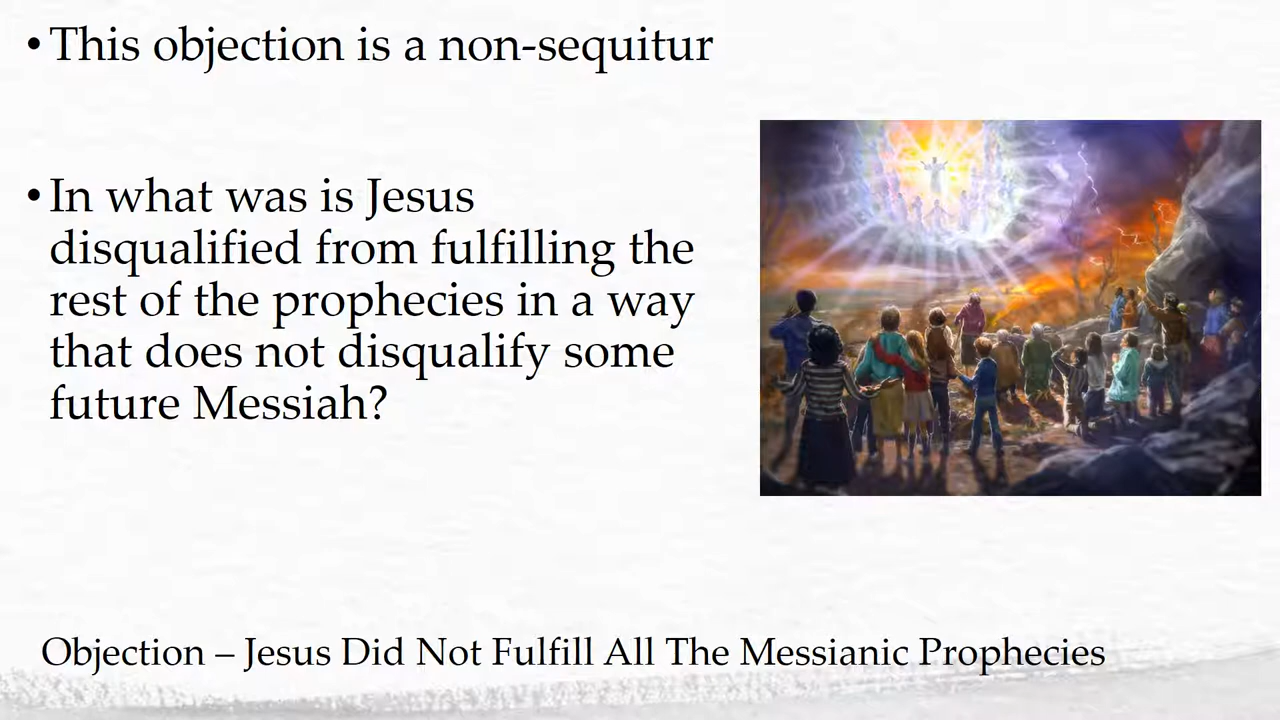 • This objection is a non-sequitur
• In what was is Jesus
disqualified from fulfilling the
rest of the prophecies in a way
that does not disqualify some
future Messiah?
Objection – Jesus Did Not Fulfill All The Messianic Prophecies